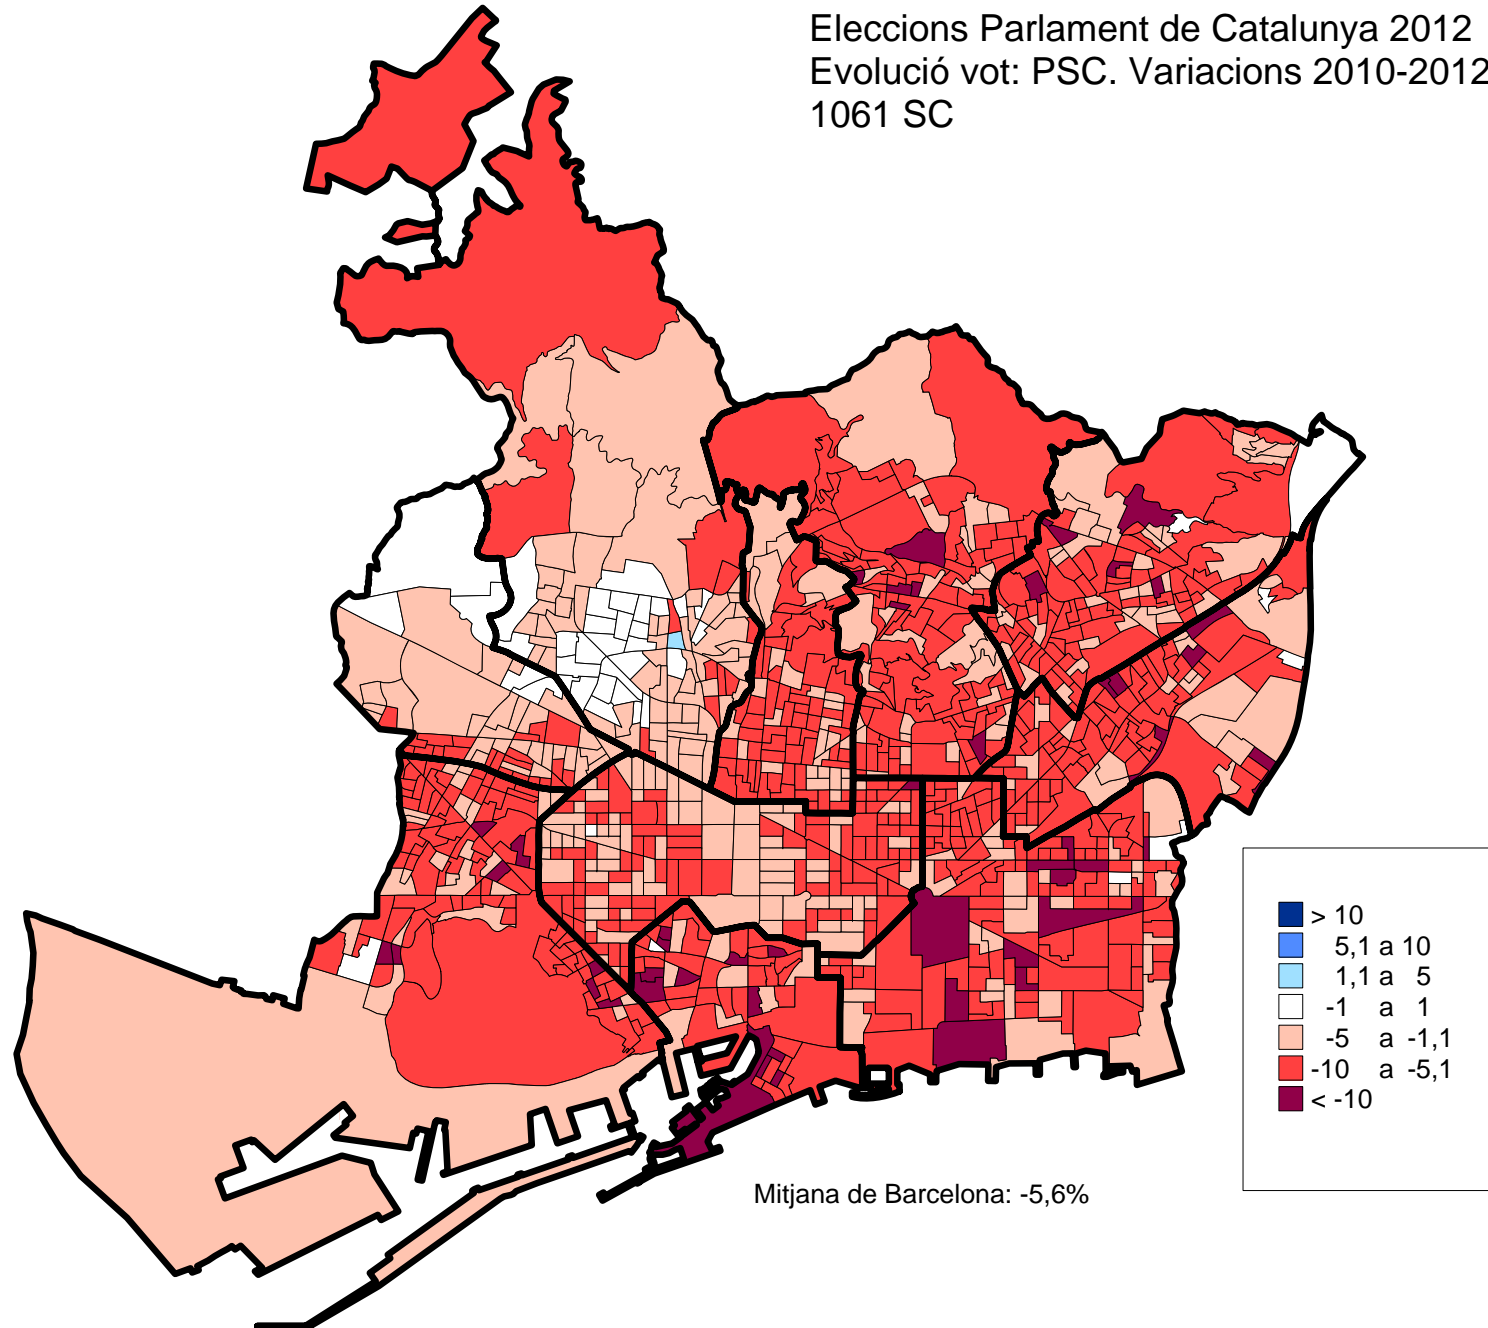 Eleccions Parlament de Catalunya 2012
Evolució vot: PSC. Variacions 2010-2012
1061 SC
> 10
5,1 a 10
1,1 a 5
-1 a 1
-5 a -1,1
-10 a -5,1
< -10
Mitjana de Barcelona: -5,6%